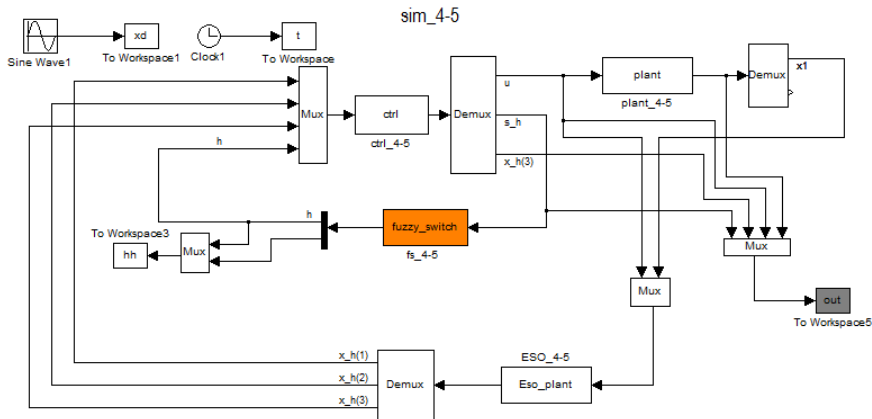 sim_4-5
Sine Wave1
xd
To Workspace1
Clock1
t
To Workspace
Mux
ctrl
ctrl_4-5
Demux
u
s_h
x_h(3)
plant
plant_4-5
Demux
x1
h
h
fuzzy_switch
fs_4-5
To Workspace3
hh
Mux
Mux
Mux
out
To Workspace5
x_h(1)
x_h(2)
x_h(3)
Demux
ESO_4-5
Eso_plant